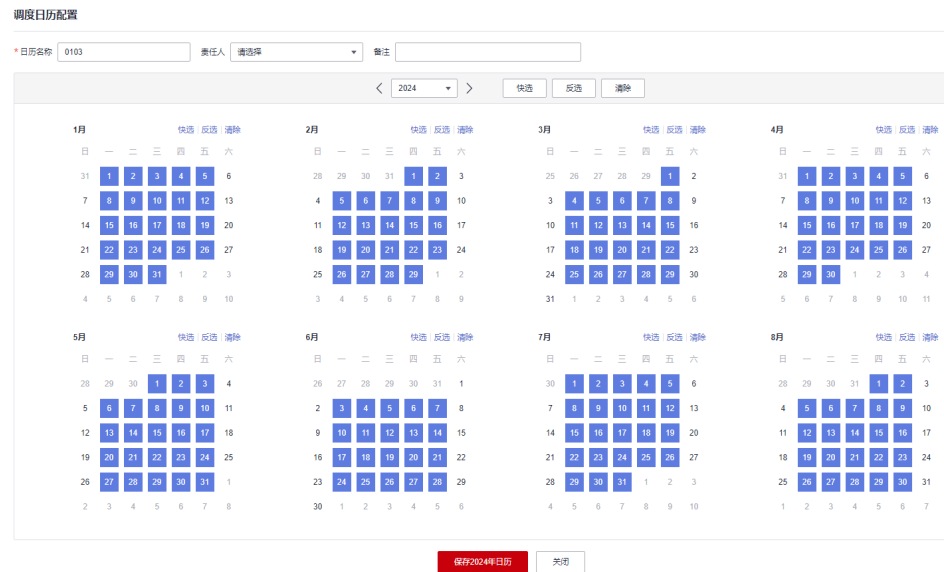 调度日历配置
* 日历名称 0103 责任人 请选择 备注
2024 快选 反选 清除
1月 快选 反选 清除 2月 快选 反选 清除 3月 快选 反选 清除 4月 快选 反选 清除
日 一 二 三 四 五 六 日 一 二 三 四 五 六 日 一 二 三 四 五 六 日 一 二 三 四 五 六
31 1 2 3 4 5 6 28 29 30 31 1 2 3 25 26 27 28 29 1 2 31 1 2 3 4 5 6
7 8 9 10 11 12 13 4 5 6 7 8 9 10 3 4 5 6 7 8 9 7 8 9 10 11 12 13
14 15 16 17 18 19 20 11 12 13 14 15 16 17 10 11 12 13 14 15 16 14 15 16 17 18 19 20
21 22 23 24 25 26 27 18 19 20 21 22 23 24 17 18 19 20 21 22 23 21 22 23 24 25 26 27
28 29 30 31 1 2 3 25 26 27 28 29 1 2 24 25 26 27 28 29 30 28 29 30 1 2 3 4
4 5 6 7 8 9 10 3 4 5 6 7 8 9 31 1 2 3 4 5 6 5 6 7 8 9 10 11
5月 快选 反选 清除 6月 快选 反选 清除 7月 快选 反选 清除 8月 快选 反选 清除
日 一 二 三 四 五 六 日 一 二 三 四 五 六 日 一 二 三 四 五 六 日 一 二 三 四 五 六
28 29 30 1 2 3 4 26 27 28 29 30 31 1 30 1 2 3 4 5 6 28 29 30 31 1 2 3
5 6 7 8 9 10 11 2 3 4 5 6 7 8 7 8 9 10 11 12 13 4 5 6 7 8 9 10
12 13 14 15 16 17 18 9 10 11 12 13 14 15 14 15 16 17 18 19 20 11 12 13 14 15 16 17
19 20 21 22 23 24 25 16 17 18 19 20 21 22 21 22 23 24 25 26 27 18 19 20 21 22 23 24
26 27 28 29 30 31 1 23 24 25 26 27 28 29 28 29 30 31 1 2 3 25 26 27 28 29 30 31
2 3 4 5 6 7 8 30 1 2 3 4 5 6 4 5 6 7 8 9 10 1 2 3 4 5 6 7
保存2024年日历 关闭